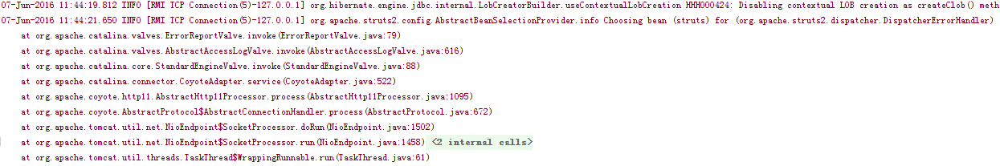 07-Jun-2016 11:44:19.812 INFO [RMI TCP Connection(5)-127.0.0.1] org.hibernate.engine.jdbc.internal.LobCreatorBuilder.useContextualLobCreation HHH000424: Disabling contextual LOB creation as createClob() meth
07-Jun-2016 11:44:21.650 INFO [RMI TCP Connection(5)-127.0.0.1] org.apache.struts2.config.AbstractBeanSelectionProvider.info Choosing bean (struts) for (org.apache.struts2.dispatcher.DispatcherErrorHandler)
at org.apache.catalina.valves.ErrorReportValve.invoke(ErrorReportValve.java:79)
at org.apache.catalina.valves.AbstractAccessLogValve.invoke(AbstractAccessLogValve.java:616)
at org.apache.catalina.core.StandardEngineValve.invoke(StandardEngineValve.java:88)
at org.apache.catalina.connector.CoyoteAdapter.service(CoyoteAdapter.java:522)
at org.apache.coyote.http11.AbstractHttp11Processor.process(AbstractHttp11Processor.java:1095)
at org.apache.coyote.AbstractProtocol$AbstractConnectionHandler.process(AbstractProtocol.java:672)
at org.apache.tomcat.util.net.NioEndpoint$SocketProcessor.doRun(NioEndpoint.java:1502)
at org.apache.tomcat.util.net.NioEndpoint$SocketProcessor.run(NioEndpoint.java:1458) <2 internal calls>
at org.apache.tomcat.util.threads.TaskThread$WrappingRunnable.run(TaskThread.java:61)